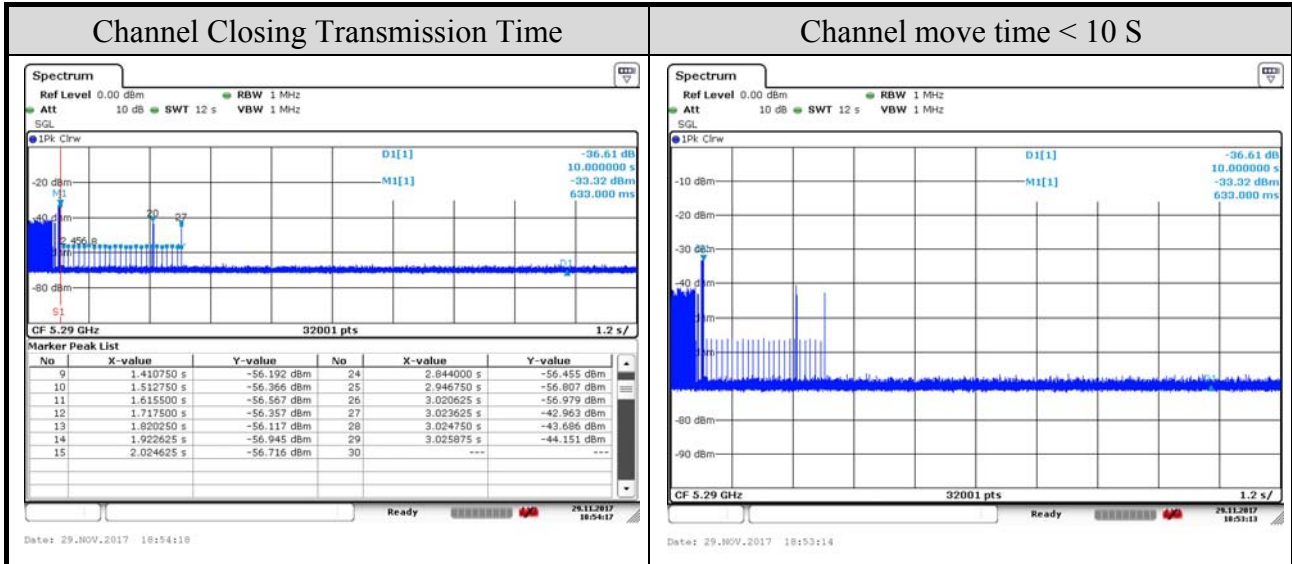 Channel Closing Transmission Time
Channel move time < 10 S
Spectrum
Ref Level 0.00 dBm RBW 1 MHz
Att 10 dB SWT 12 s VBW 1 MHz
SGL
1Pk Clrw
D1[1] -36.61 dB
10.000000 s
M1[1] -33.32 dBm
633.000 ms
-20 dBm
M1
-40 dBm
20 27
D1
-80 dBm
S1
CF 5.29 GHz 32001 pts 1.2 s/
Marker Peak List
No X-value Y-value No X-value Y-value
9 1.410750 s -56.192 dBm 24 2.844000 s -56.455 dBm
10 1.512750 s -56.366 dBm 25 2.946750 s -56.807 dBm
11 1.615500 s -56.567 dBm 26 3.020625 s -56.979 dBm
12 1.717500 s -56.357 dBm 27 3.023625 s -42.963 dBm
13 1.820250 s -56.117 dBm 28 3.024750 s -43.686 dBm
14 1.922625 s -56.945 dBm 29 3.025875 s -44.151 dBm
15 2.024625 s -56.716 dBm 30 --- ---
Ready 29.11.2017
18:54:17
Date: 29.NOV.2017 18:54:18
Spectrum
Ref Level 0.00 dBm RBW 1 MHz
Att 10 dB SWT 12 s VBW 1 MHz
SGL
1Pk Clrw
D1[1] -36.61 dB
10.000000 s
M1[1] -33.32 dBm
633.000 ms
-10 dBm
-20 dBm
-30 dBm
-40 dBm
-80 dBm
-90 dBm
CF 5.29 GHz 32001 pts 1.2 s/
Ready 29.11.2017
18:53:13
Date: 29.NOV.2017 18:53:14